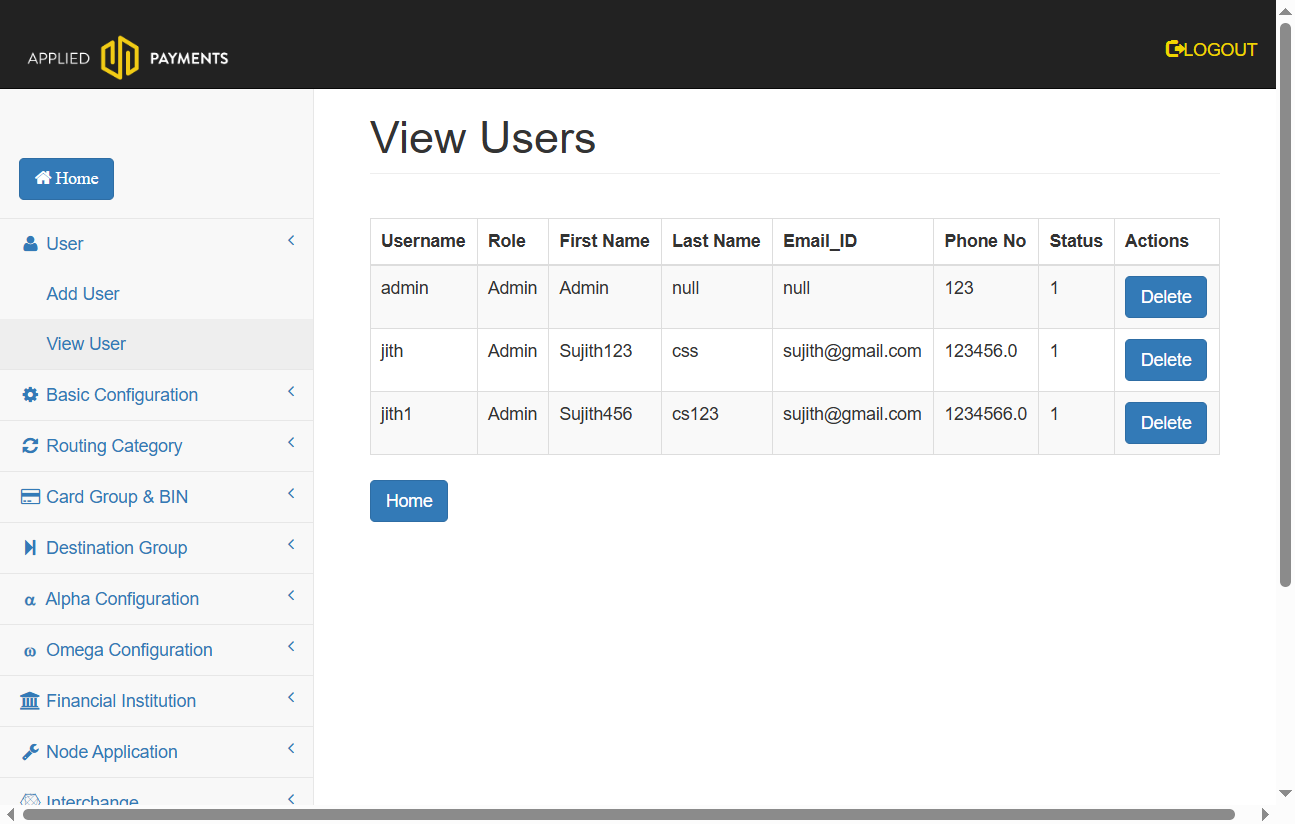 APPLIED PAYMENTS
LOGOUT
Home
User
Add User
View User
Basic Configuration
Routing Category
Card Group & BIN
Destination Group
α Alpha Configuration
ω Omega Configuration
Financial Institution
Node Application
Interchange
View Users
Username Role First Name Last Name Email_ID Phone No Status Actions
admin Admin Admin null null 123 1 Delete
jith Admin Sujith123 css sujith@gmail.com 123456.0 1 Delete
jith1 Admin Sujith456 cs123 sujith@gmail.com 1234566.0 1 Delete
Home